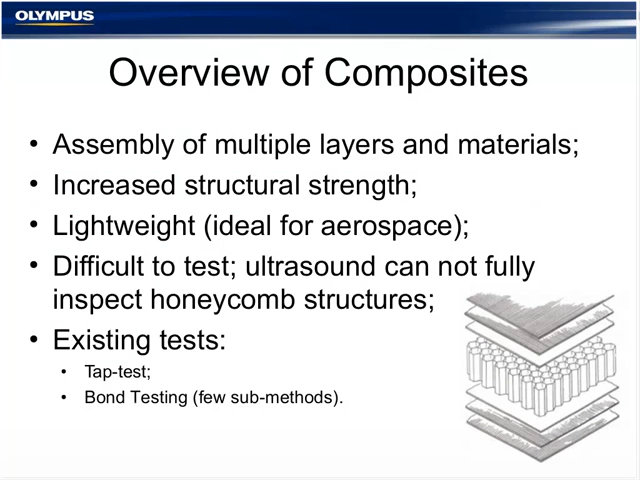 OLYMPUS
Overview of Composites
• Assembly of multiple layers and materials;
• Increased structural strength;
• Lightweight (ideal for aerospace);
• Difficult to test; ultrasound can not fully
inspect honeycomb structures;
• Existing tests:
• Tap-test;
• Bond Testing (few sub-methods).